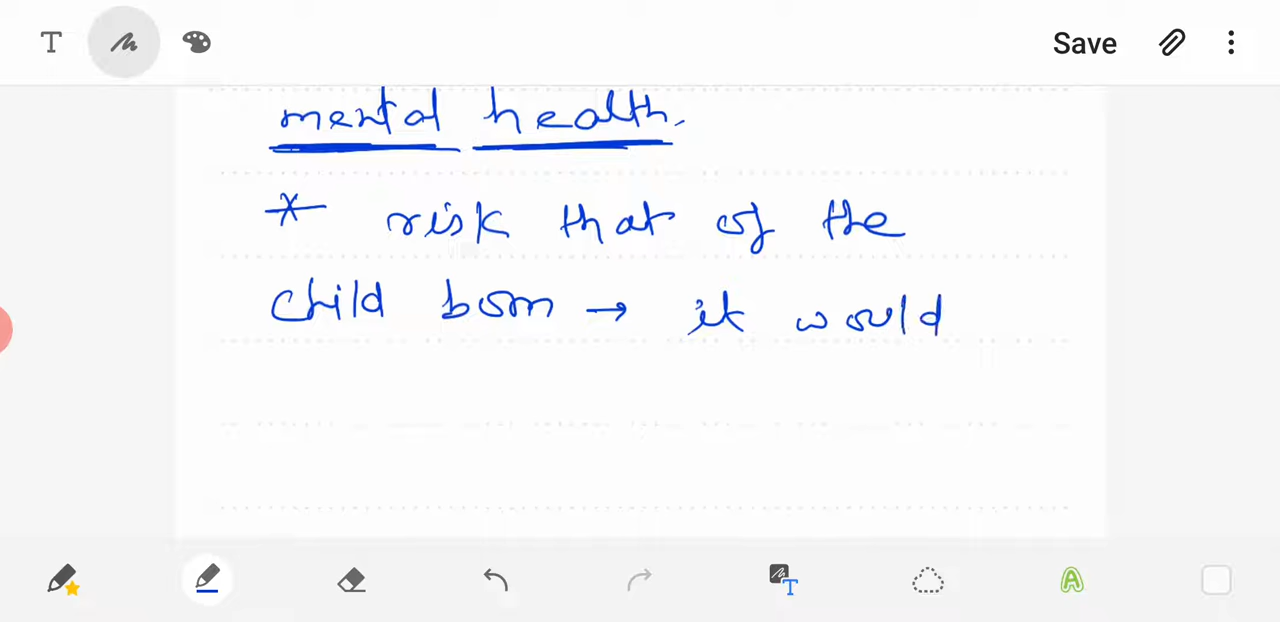 Save
mental health.
* risk that of the
child born → it would